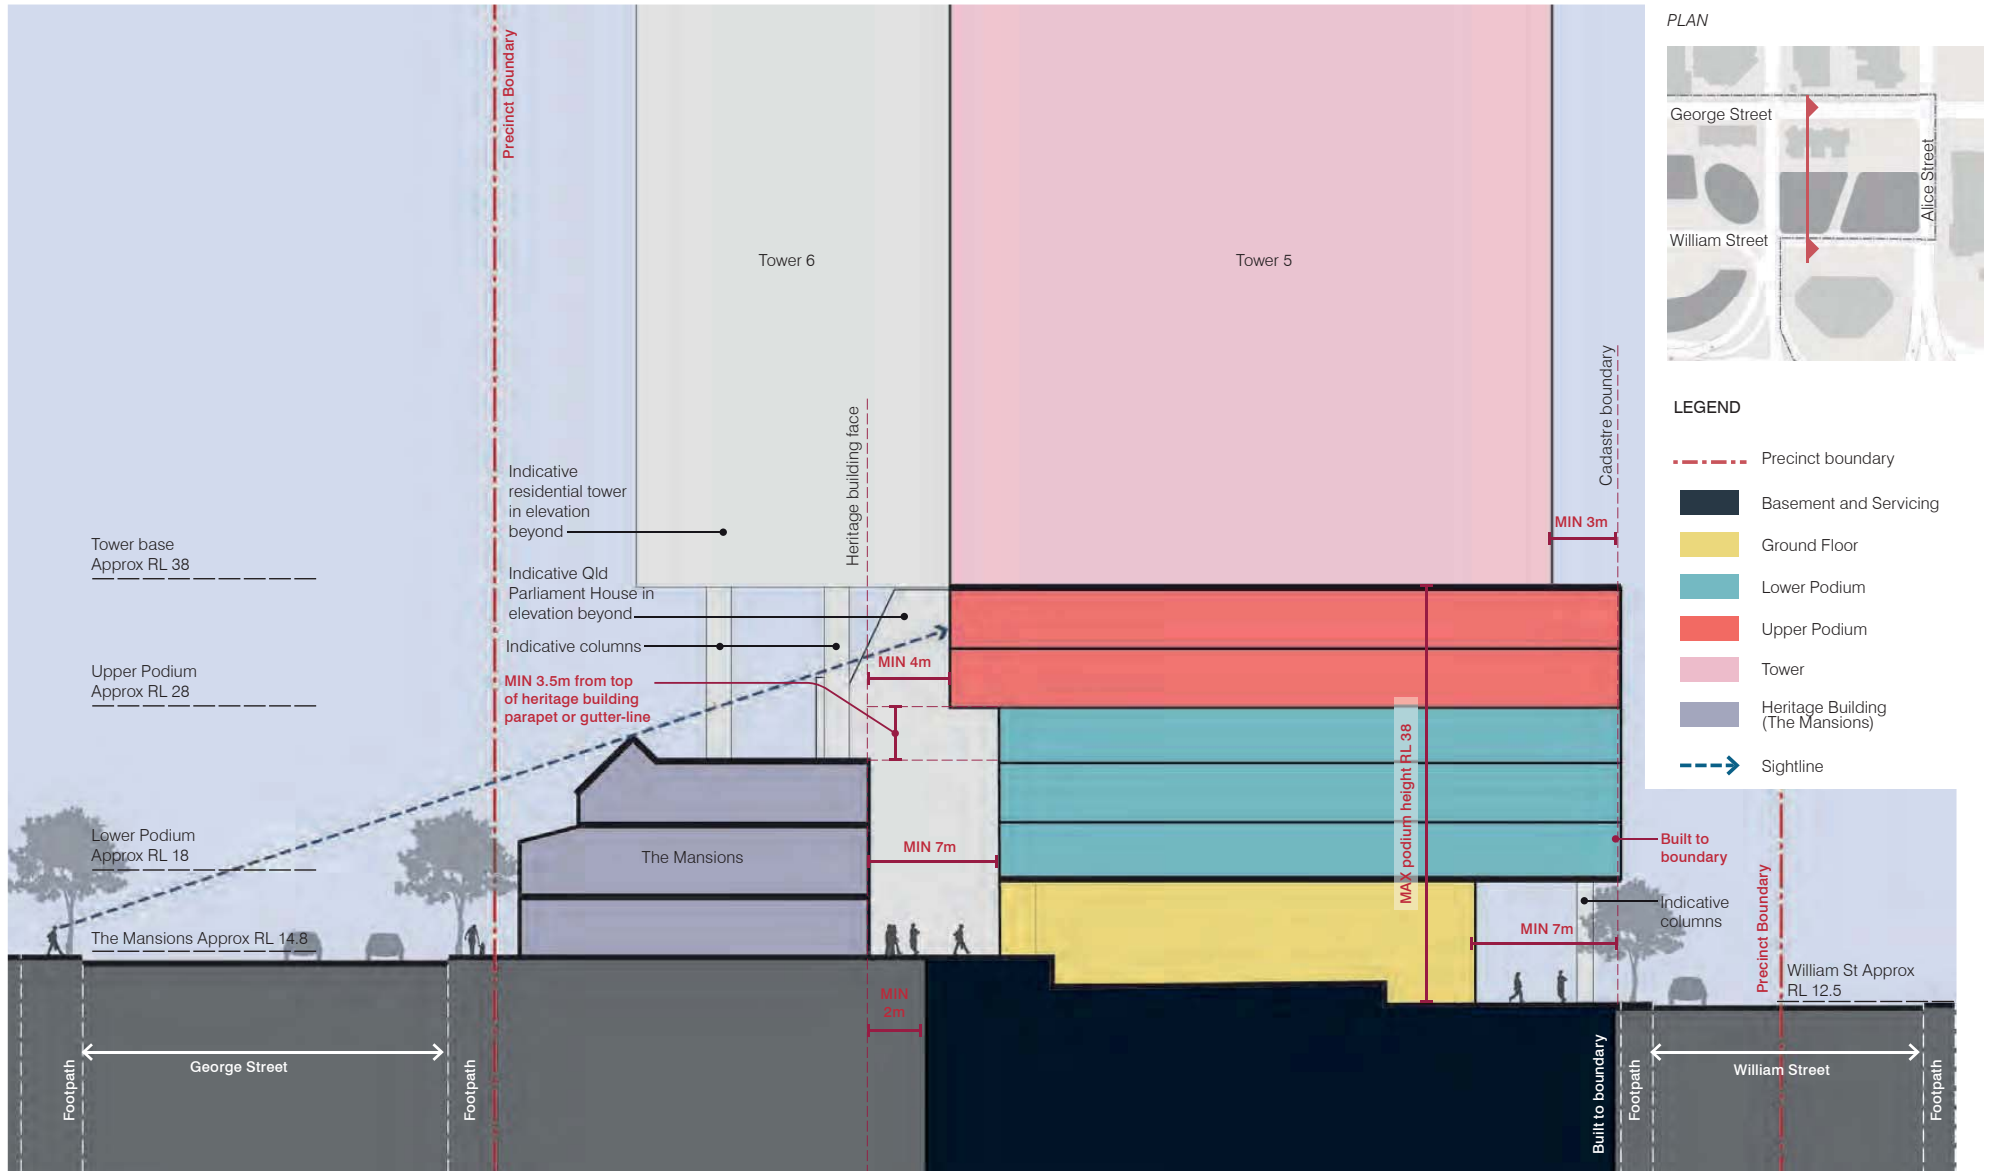 PLAN
George Street
Alice Street
William Street
LEGEND
Precinct boundary
Basement and Servicing
Ground Floor
Lower Podium
Upper Podium
Tower
Heritage Building
(The Mansions)
Sightline
Precinct Boundary
Tower 6
Tower 5
Cadastre boundary
Heritage building face
Indicative
residential tower
in elevation
beyond
MIN 3m
Tower base
Approx RL 38
Indicative Qld
Parliament House in
elevation beyond
Indicative columns
MIN 4m
Upper Podium
Approx RL 28
MIN 3.5m from top
of heritage building
parapet or gutter-line
MAX podium height RL 38
Lower Podium
Approx RL 18
The Mansions
MIN 7m
Built to
boundary
Indicative
columns
MIN 7m
The Mansions Approx RL 14.8
Precinct Boundary
William St Approx
RL 12.5
MIN
2m
Footpath
George Street
Footpath
Built to boundary
Footpath
William Street
Footpath